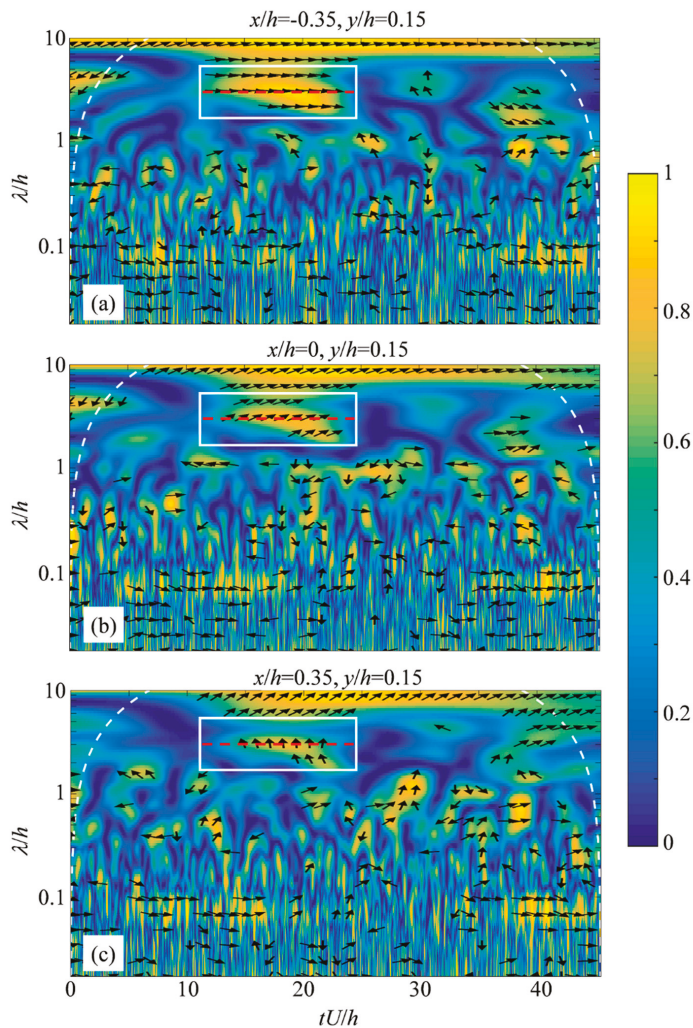 x/h=-0.35, y/h=0.15
10
1
0.1
λ/h
(a)
x/h=0, y/h=0.15
10
1
0.1
λ/h
(b)
x/h=0.35, y/h=0.15
10
1
0.1
λ/h
(c)
0 10 20 30 40
tU/h
1
0.8
0.6
0.4
0.2
0